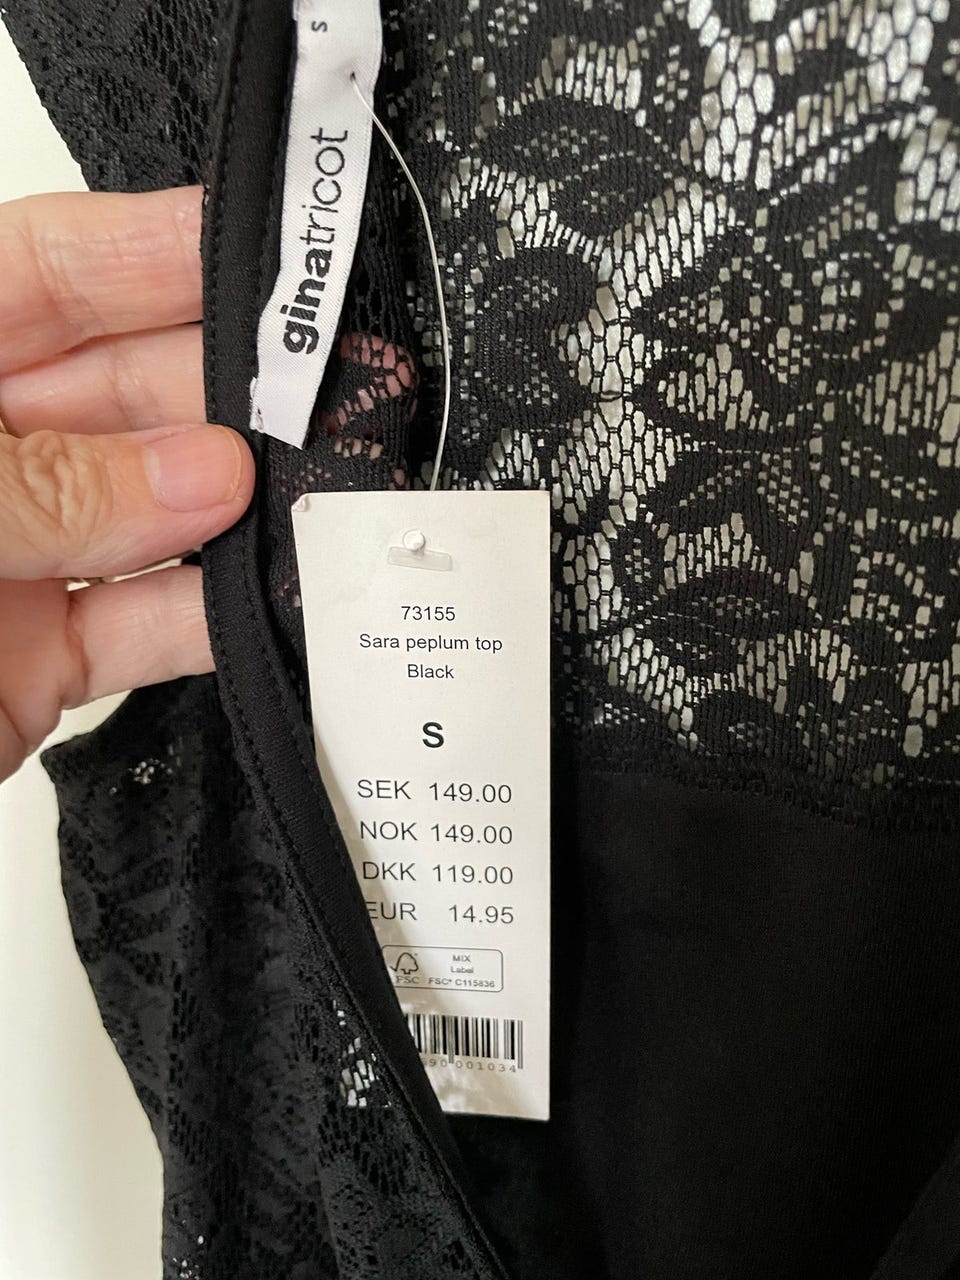 S
ginatricot
73155
Sara peplum top
Black
S
SEK 149.00
NOK 149.00
DKK 119.00
EUR 14.95
MIX
Label
FSC
FSC® C115836
001034